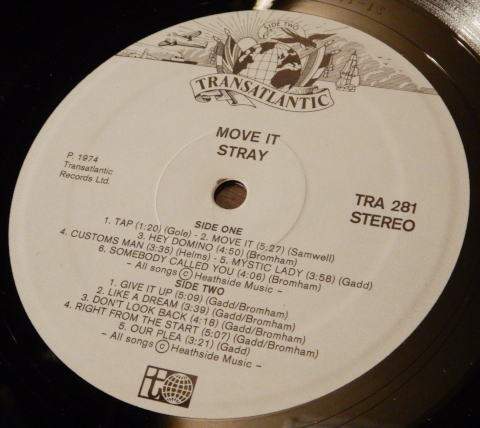 SIDE TWO
TRANSATLANTIC
MOVE IT
STRAY
P. 1974
Transatlantic
Records Ltd.
TRA 281
STEREO
SIDE ONE
1. TAP (1:20) (Gole) - 2. MOVE IT (5:27) (Samwell)
3. HEY DOMINO (4:50) (Bromham)
4. CUSTOMS MAN (3:35) (Helms) - 5. MYSTIC LADY (3:58) (Gadd)
6. SOMEBODY CALLED YOU (4:06) (Bromham)
– All songs © Heathside Music –
SIDE TWO
1. GIVE IT UP (5:09) (Gadd/Bromham)
2. LIKE A DREAM (3:39) (Gadd/Bromham)
3. DON'T LOOK BACK (4:18) (Gadd/Bromham)
4. RIGHT FROM THE START (5:07) (Gadd/Bromham)
5. OUR PLEA (3:21) (Gadd)
– All songs © Heathside Music –